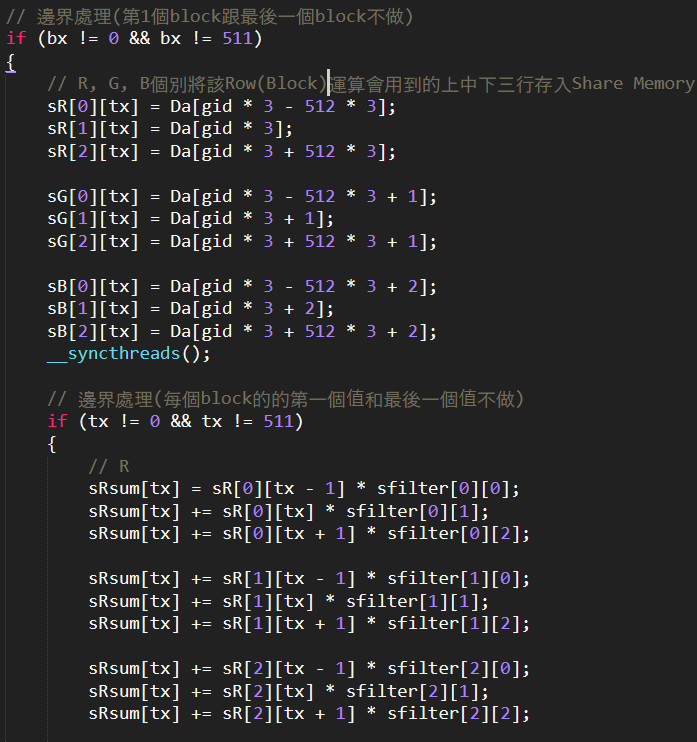 // 邊界處理(第1個block跟最後一個block不做)
if (bx != 0 && bx != 511)
{
// R, G, B個別將該Row(Block)運算會用到的上中下三行存入Share Memory
sR[0][tx] = Da[gid * 3 - 512 * 3];
sR[1][tx] = Da[gid * 3];
sR[2][tx] = Da[gid * 3 + 512 * 3];
sG[0][tx] = Da[gid * 3 - 512 * 3 + 1];
sG[1][tx] = Da[gid * 3 + 1];
sG[2][tx] = Da[gid * 3 + 512 * 3 + 1];
sB[0][tx] = Da[gid * 3 - 512 * 3 + 2];
sB[1][tx] = Da[gid * 3 + 2];
sB[2][tx] = Da[gid * 3 + 512 * 3 + 2];
__syncthreads();
// 邊界處理(每個block的的第一個值和最後一個值不做)
if (tx != 0 && tx != 511)
{
// R
sRsum[tx] = sR[0][tx - 1] * sfilter[0][0];
sRsum[tx] += sR[0][tx] * sfilter[0][1];
sRsum[tx] += sR[0][tx + 1] * sfilter[0][2];
sRsum[tx] += sR[1][tx - 1] * sfilter[1][0];
sRsum[tx] += sR[1][tx] * sfilter[1][1];
sRsum[tx] += sR[1][tx + 1] * sfilter[1][2];
sRsum[tx] += sR[2][tx - 1] * sfilter[2][0];
sRsum[tx] += sR[2][tx] * sfilter[2][1];
sRsum[tx] += sR[2][tx + 1] * sfilter[2][2];